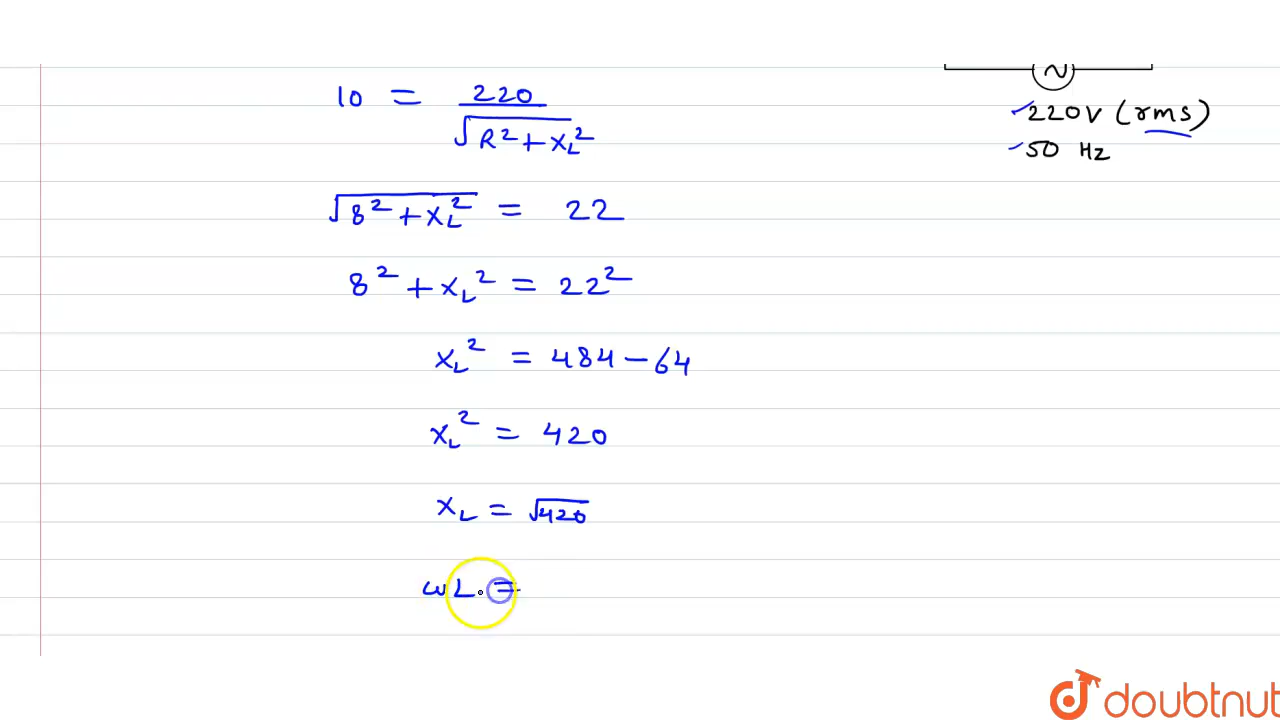 10 = 220 / √(R² + X_L²)
220V (rms)
50 Hz
√(8² + X_L²) = 22
8² + X_L² = 22²
X_L² = 484 - 64
X_L² = 420
X_L = √420
ωL =
doubtnut